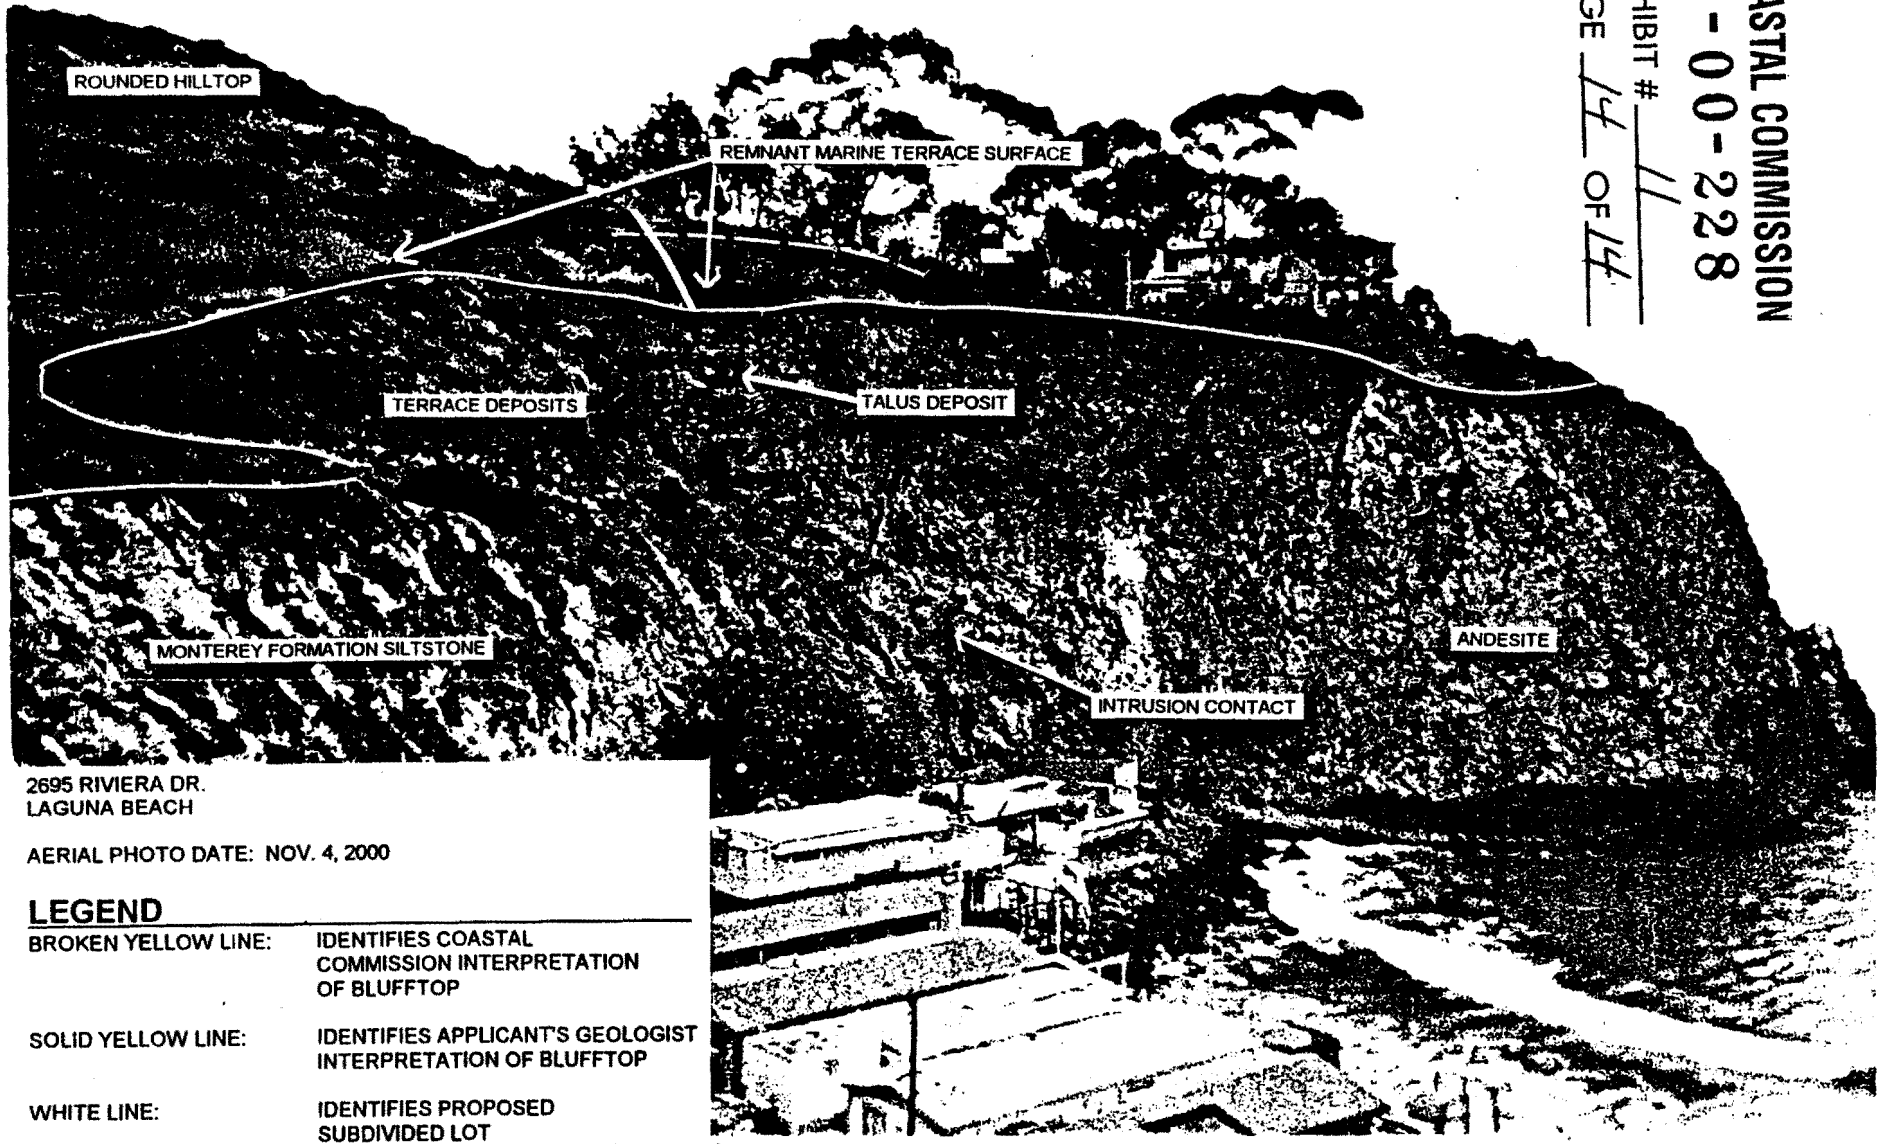 ASTAL COMMISSION
-00-228
HIBIT # 11
GE 14 OF 14
ROUNDED HILLTOP
REMNANT MARINE TERRACE SURFACE
TERRACE DEPOSITS
TALUS DEPOSIT
MONTEREY FORMATION SILTSTONE
ANDESITE
INTRUSION CONTACT
2695 RIVIERA DR.
LAGUNA BEACH
AERIAL PHOTO DATE: NOV. 4, 2000
LEGEND
BROKEN YELLOW LINE: IDENTIFIES COASTAL
COMMISSION INTERPRETATION
OF BLUFFTOP
SOLID YELLOW LINE: IDENTIFIES APPLICANT'S GEOLOGIST
INTERPRETATION OF BLUFFTOP
WHITE LINE: IDENTIFIES PROPOSED
SUBDIVIDED LOT